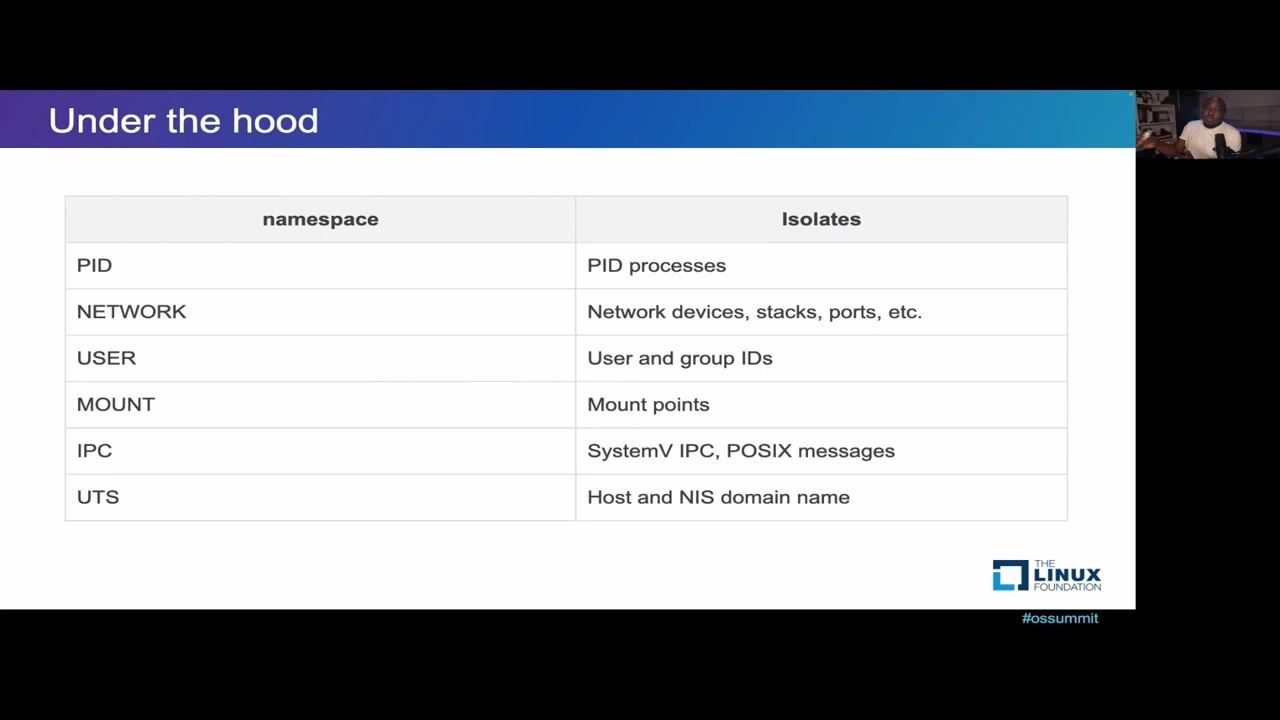 Under the hood
namespace Isolates
PID PID processes
NETWORK Network devices, stacks, ports, etc.
USER User and group IDs
MOUNT Mount points
IPC SystemV IPC, POSIX messages
UTS Host and NIS domain name
THE
LINUX
FOUNDATION
#ossummit